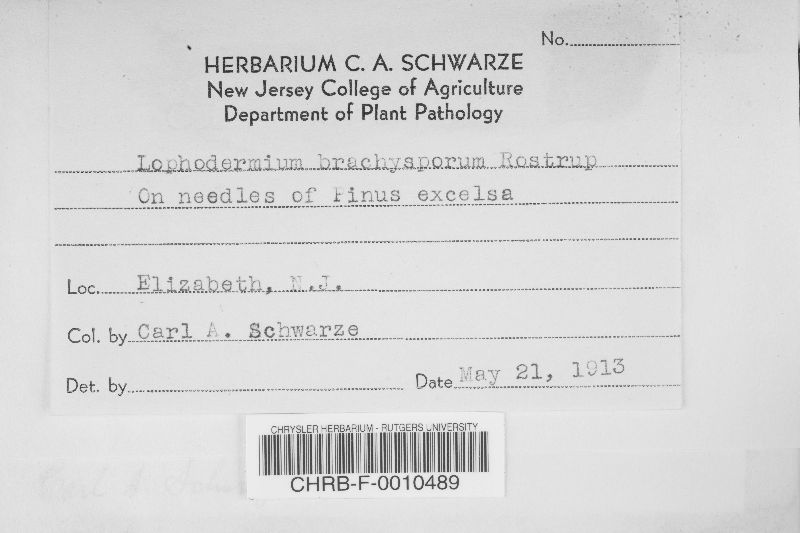 No.
HERBARIUM C. A. SCHWARZE
New Jersey College of Agriculture
Department of Plant Pathology
Lophodermium brachysporum Rostrup
On needles of Pinus excelsa
Loc. Elizabeth, N.J.
Col. by Carl A. Schwarze
Det. by
Date May 21, 1913
CHRYSLER HERBARIUM - RUTGERS UNIVERSITY
CHRB-F-0010489
Carl A.